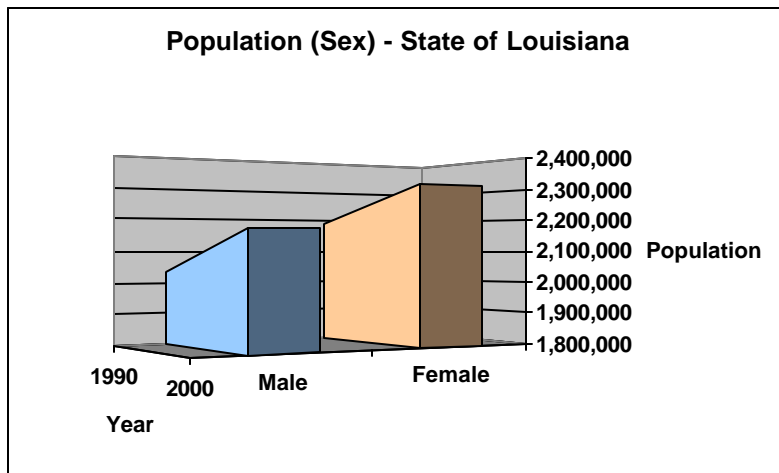 Population (Sex) - State of Louisiana
2,400,000
2,300,000
2,200,000
2,100,000
Population
2,000,000
1,900,000
1,800,000
1990
2000
Male
Female
Year